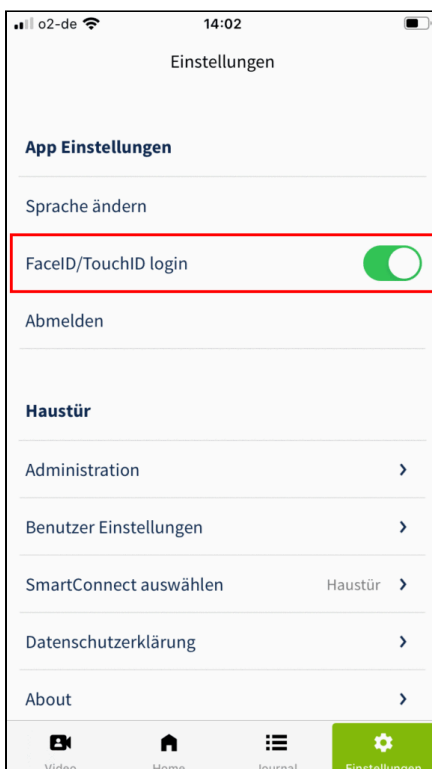 o2-de 14:02
Einstellungen
App Einstellungen
Sprache ändern
FaceID/TouchID login
Abmelden
Haustür
Administration
Benutzer Einstellungen
SmartConnect auswählen Haustür
Datenschutzerklärung
About
Video Home Journal Einstellungen